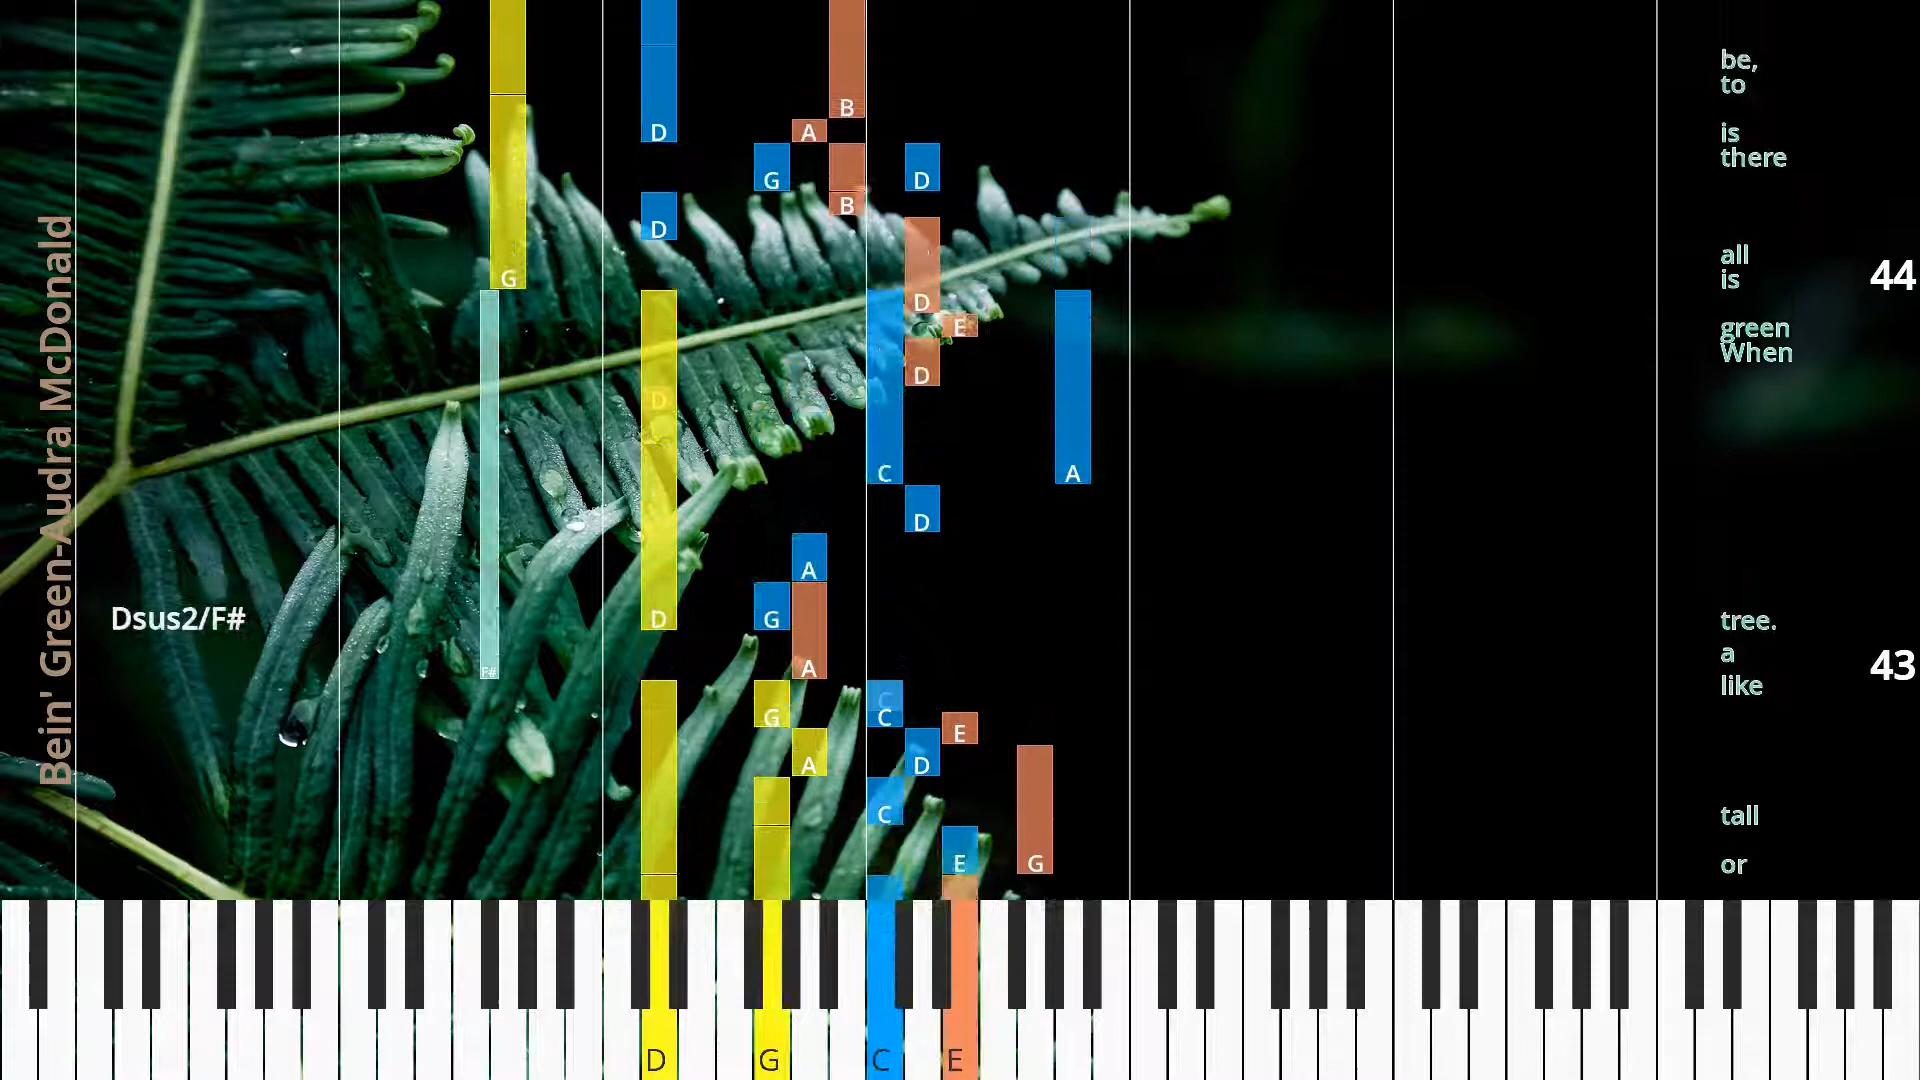 Bein' Green-Audra McDonald
B
be,
to
D
A
is
there
G
D
B
D
all
is
44
G
D
E
green
When
D
D
C
A
D
A
Dsus2/F#
D
G
tree.
a
43
F#
A
like
G
C
C
E
A
D
C
tall
E
G
or
D
G
C
E